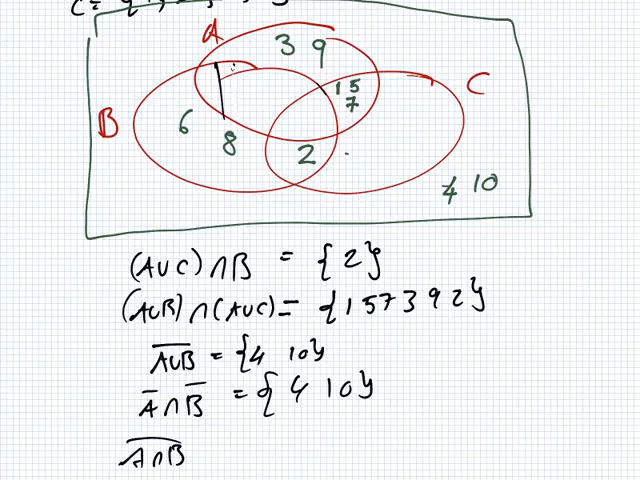 A 3 9
1 5 C
7
B 6
8 2
4 10
(A∪C)∩B = {2}
(A∪B)∩(A∪C) = {1 5 7 3 9 2}
A̅∪̅B̅ = {4 10}
A̅ ∩ B̅ = {4 10}
A̅∩̅B̅